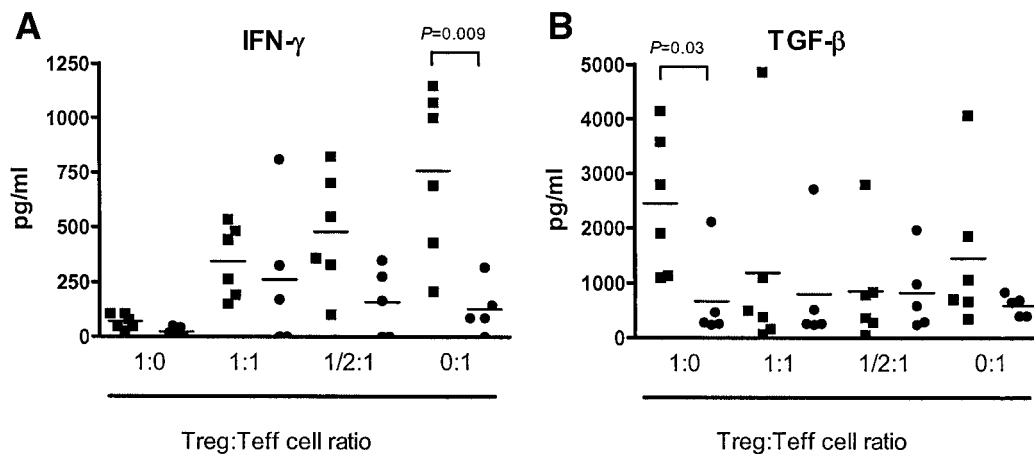 A
IFN-γ
P=0.009
1250
1000
750
500
250
0
pg/ml
1:0 1:1 1/2:1 0:1
Treg:Teff cell ratio
B
TGF-β
P=0.03
5000
4000
3000
2000
1000
0
pg/ml
1:0 1:1 1/2:1 0:1
Treg:Teff cell ratio